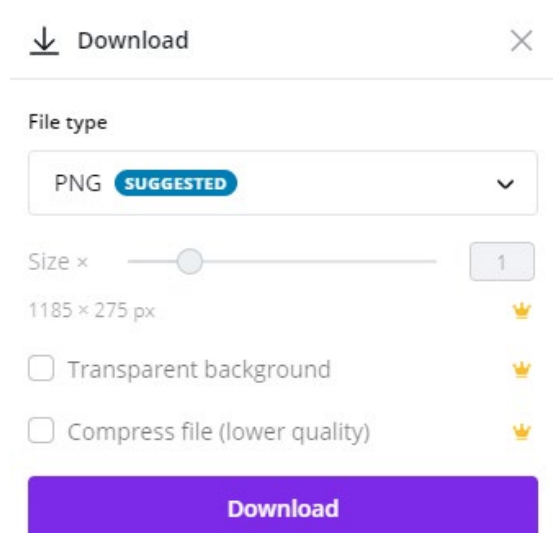 Download
File type
PNG SUGGESTED
Size × 1
1185 × 275 px
Transparent background
Compress file (lower quality)
Download